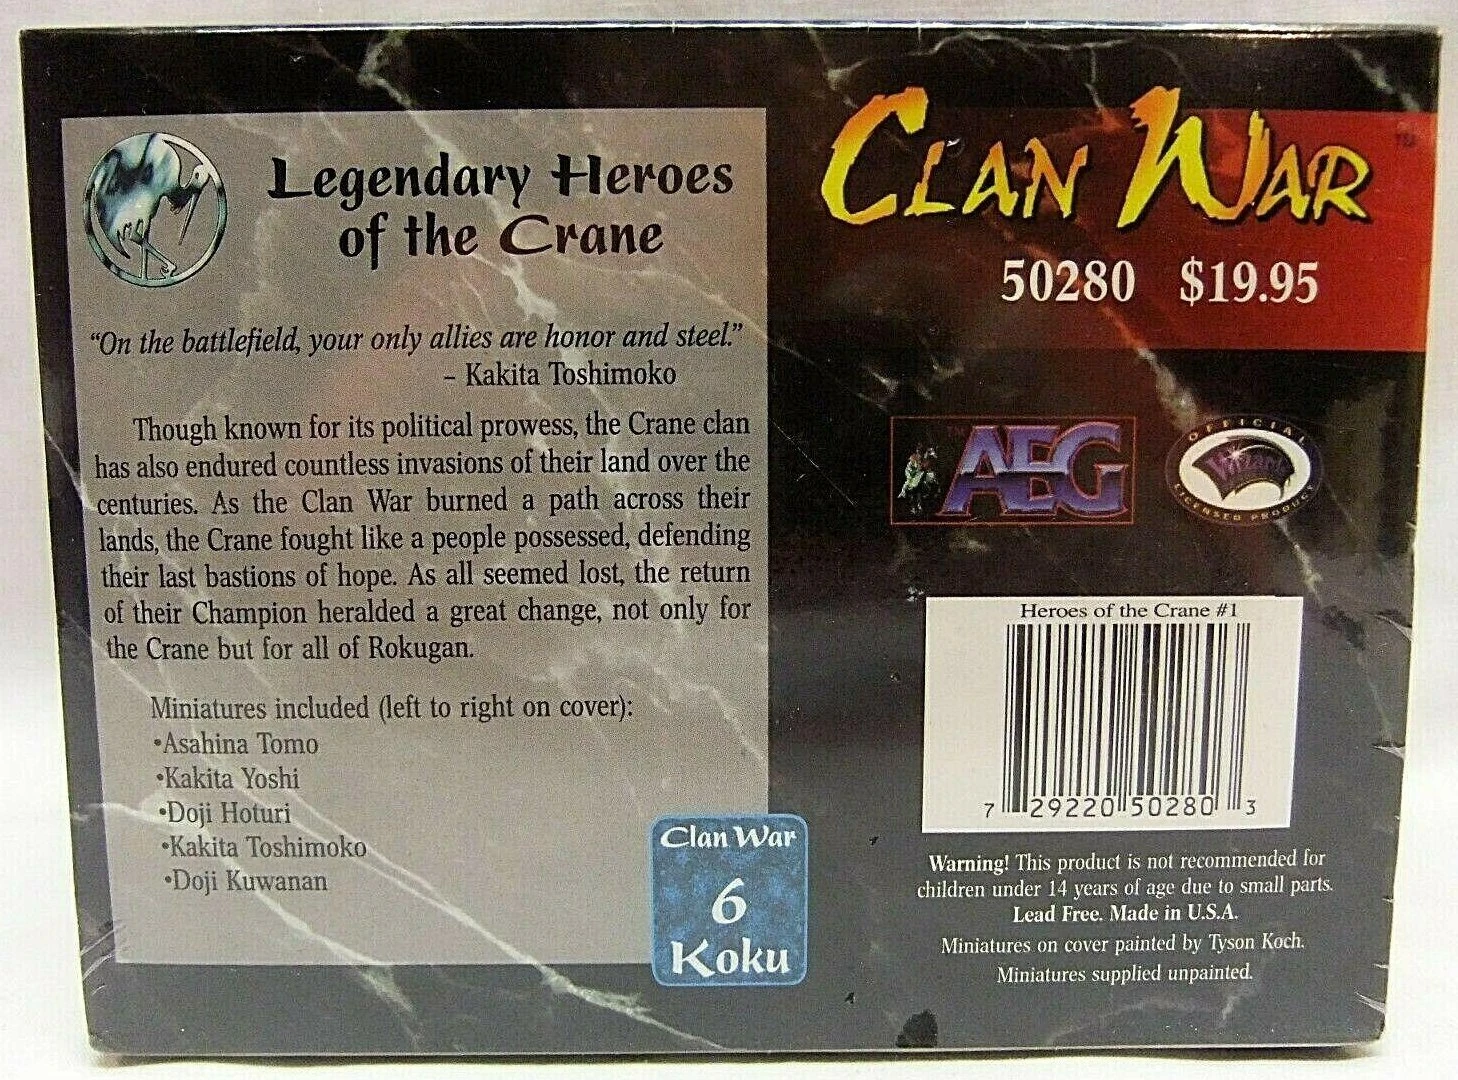 Legendary Heroes
of the Crane
“On the battlefield, your only allies are honor and steel.”
– Kakita Toshimoko
Though known for its political prowess, the Crane clan
has also endured countless invasions of their land over the
centuries. As the Clan War burned a path across their
lands, the Crane fought like a people possessed, defending
their last bastions of hope. As all seemed lost, the return
of their Champion heralded a great change, not only for
the Crane but for all of Rokugan.
Miniatures included (left to right on cover):
•Asahina Tomo
•Kakita Yoshi
•Doji Hoturi
•Kakita Toshimoko
•Doji Kuwanan
Clan War
6
Koku
CLAN WAR™
50280 $19.95
AEG
OFFICIAL
Wizards
LICENSED PRODUCT
Heroes of the Crane #1
7 29220 50280 3
Warning! This product is not recommended for
children under 14 years of age due to small parts.
Lead Free. Made in U.S.A.
Miniatures on cover painted by Tyson Koch.
Miniatures supplied unpainted.